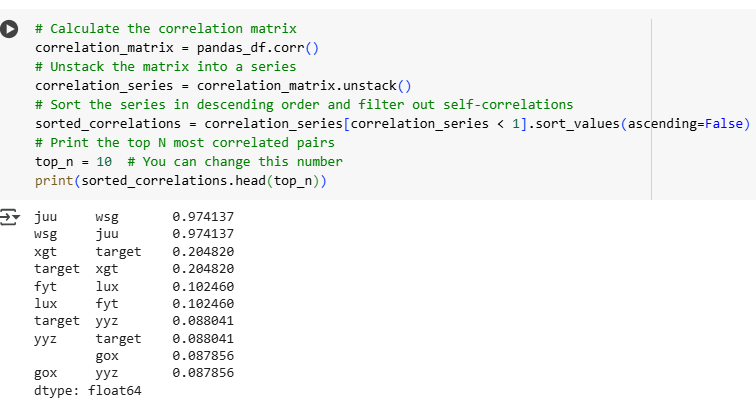 # Calculate the correlation matrix
correlation_matrix = pandas_df.corr()
# Unstack the matrix into a series
correlation_series = correlation_matrix.unstack()
# Sort the series in descending order and filter out self-correlations
sorted_correlations = correlation_series[correlation_series < 1].sort_values(ascending=False)
# Print the top N most correlated pairs
top_n = 10  # You can change this number
print(sorted_correlations.head(top_n))
juu     wsg       0.974137
wsg     juu       0.974137
xgt     target    0.204820
target  xgt       0.204820
fyt     lux       0.102460
lux     fyt       0.102460
target  yyz       0.088041
yyz     target    0.088041
        gox       0.087856
gox     yyz       0.087856
dtype: float64